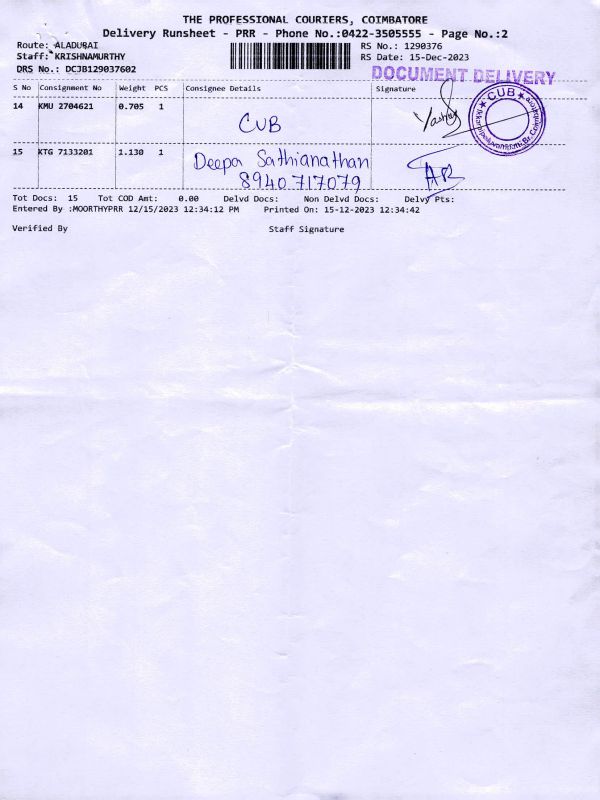 THE PROFESSIONAL COURIERS, COIMBATORE
Delivery Runsheet - PRR - Phone No.:0422-3505555 - Page No.:2
Route: ALADURAI
Staff: KRISHNAMURTHY
DRS No.: DCJB129037602
RS No.: 1290376
RS Date: 15-Dec-2023
DOCUMENT DELIVERY
S No Consignment No Weight PCS Consignee Details Signature
14 KMU 2704621 0.705 1
CUB
★ CUB ★
15 KTG 7133201 1.130 1
Deepa Sathianathan
8940717079
Tot Docs: 15 Tot COD Amt: 0.00 Delvd Docs: Non Delvd Docs: Delvy Pts:
Entered By :MOORTHYPRR 12/15/2023 12:34:12 PM Printed On: 15-12-2023 12:34:42
Verified By Staff Signature